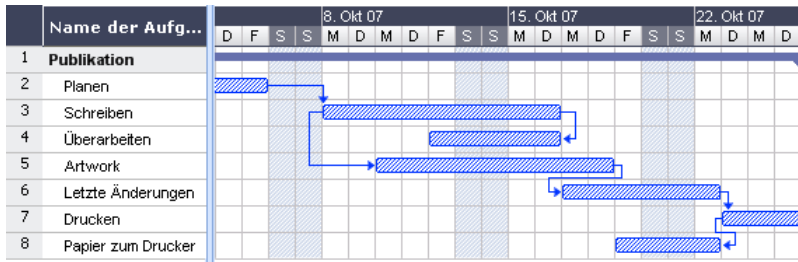 Name der Aufg...
8. Okt 07 15. Okt 07 22. Okt 07
D F S S M D M D F S S M D M D F S S M D M D
1 Publikation
2 Planen
3 Schreiben
4 Überarbeiten
5 Artwork
6 Letzte Änderungen
7 Drucken
8 Papier zum Drucker